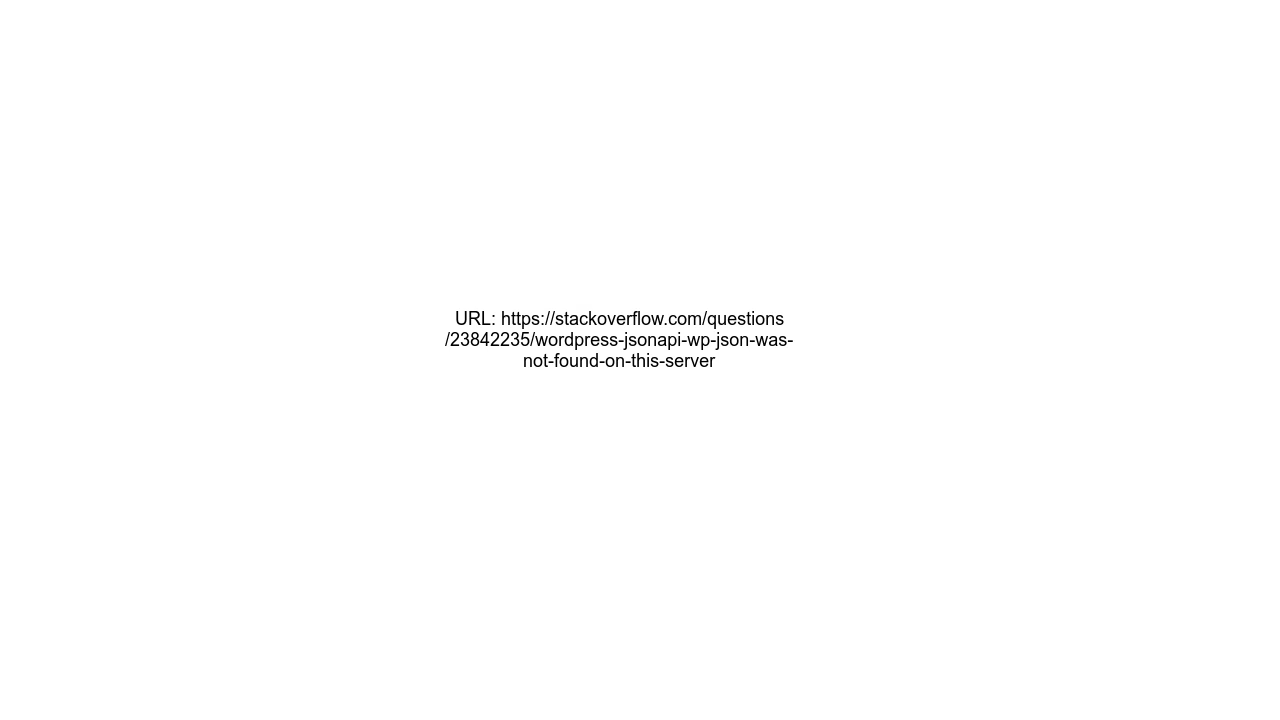 URL: https://stackoverflow.com/questions
/23842235/wordpress-jsonapi-wp-json-was-
not-found-on-this-server